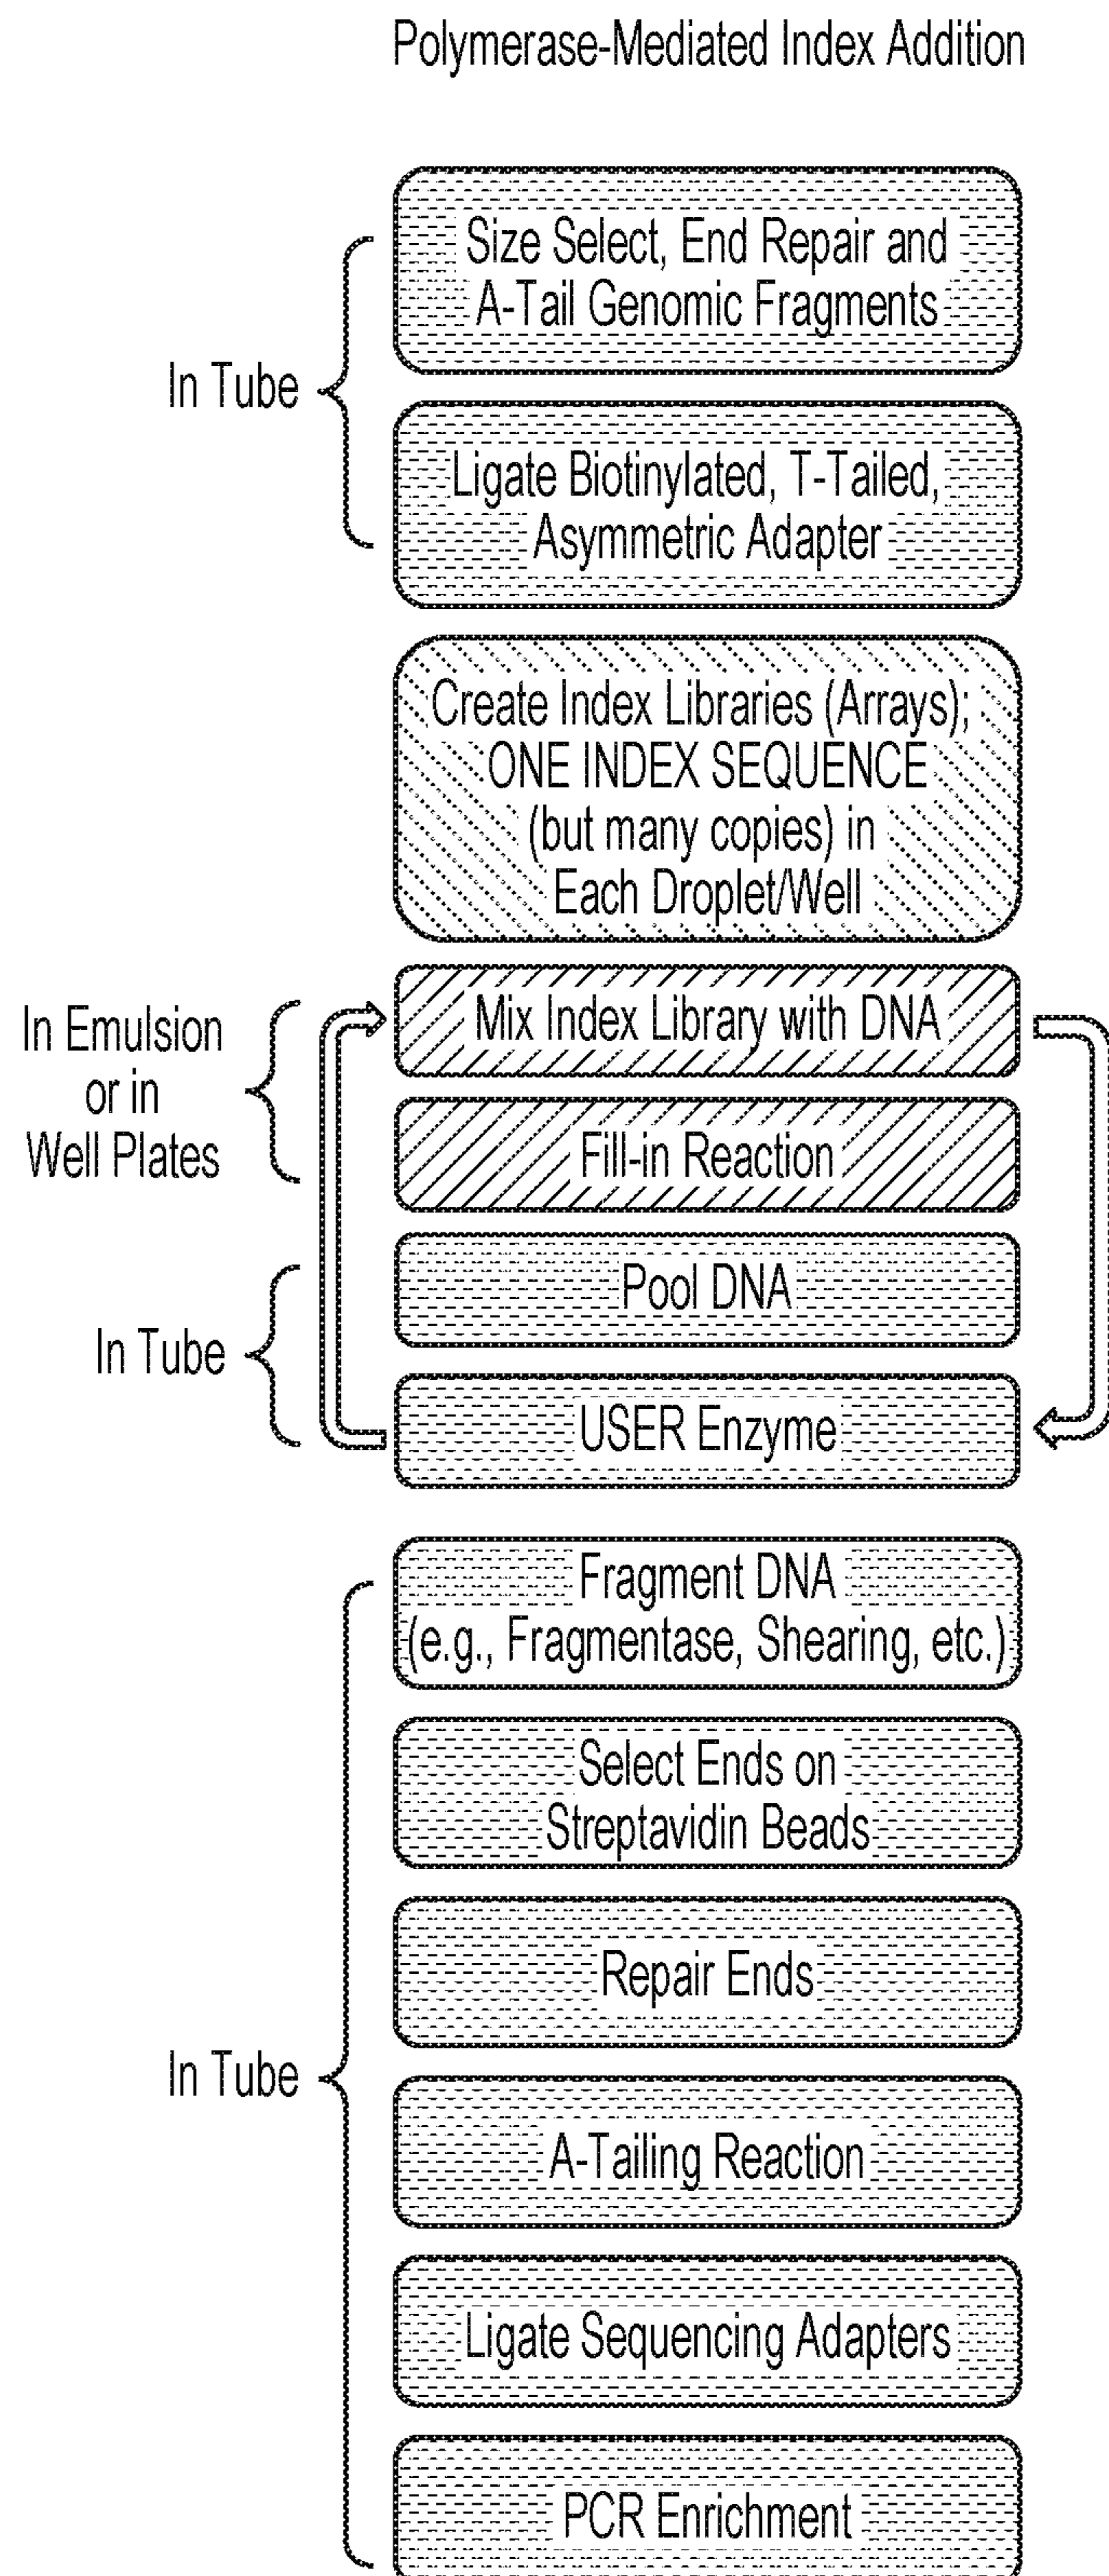 Polymerase-Mediated Index Addition
Size Select, End Repair and
A-Tail Genomic Fragments
In Tube
Ligate Biotinylated, T-Tailed,
Asymmetric Adapter
Create Index Libraries (Arrays);
ONE INDEX SEQUENCE
(but many copies) in
Each Droplet/Well
In Emulsion
or in
Well Plates
Mix Index Library with DNA
Fill-in Reaction
In Tube
Pool DNA
USER Enzyme
Fragment DNA
(e.g., Fragmentase, Shearing, etc.)
Select Ends on
Streptavidin Beads
Repair Ends
In Tube
A-Tailing Reaction
Ligate Sequencing Adapters
PCR Enrichment